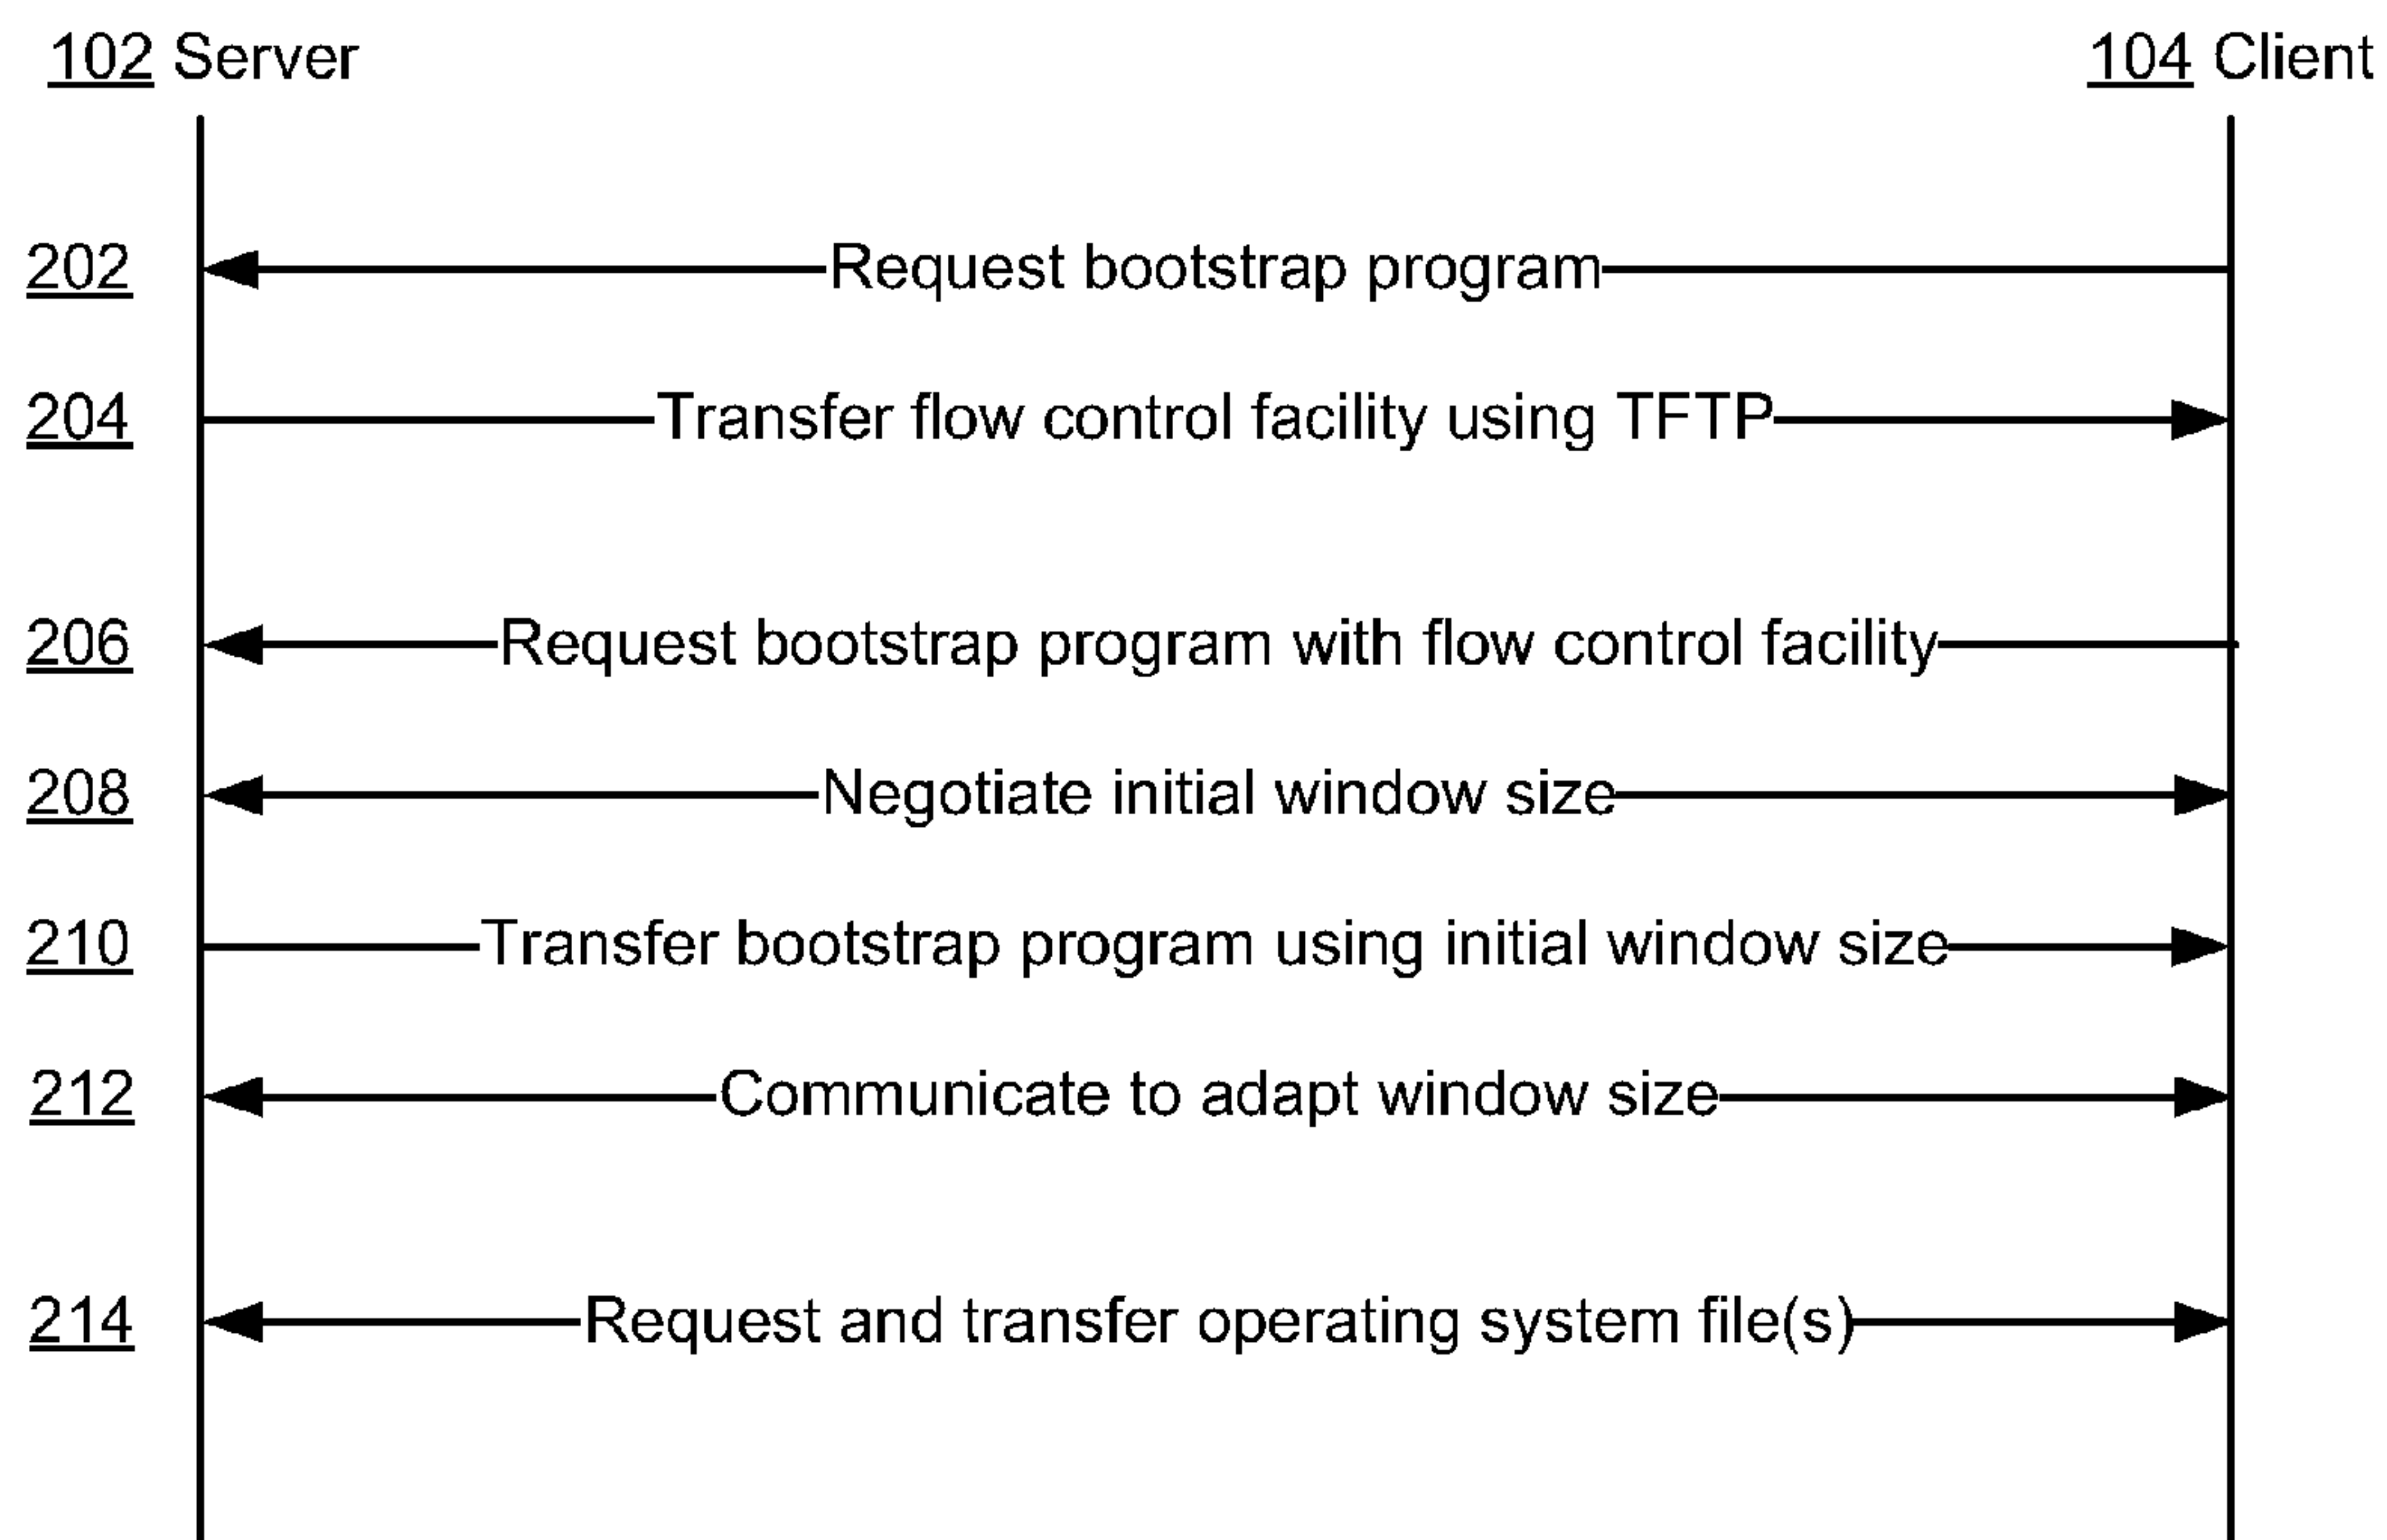 102 Server 104 Client
202 Request bootstrap program
204 Transfer flow control facility using TFTP
206 Request bootstrap program with flow control facility
208 Negotiate initial window size
210 Transfer bootstrap program using initial window size
212 Communicate to adapt window size
214 Request and transfer operating system file(s)